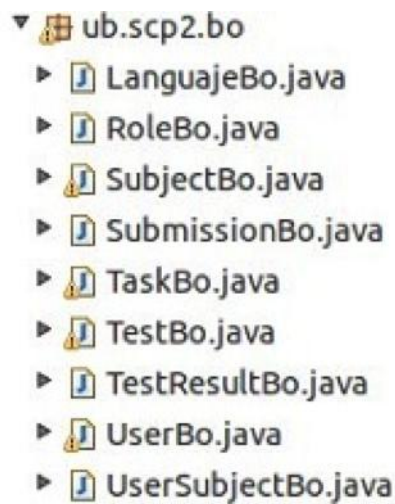 ub.scp2.bo
LanguajeBo.java
RoleBo.java
SubjectBo.java
SubmissionBo.java
TaskBo.java
TestBo.java
TestResultBo.java
UserBo.java
UserSubjectBo.java